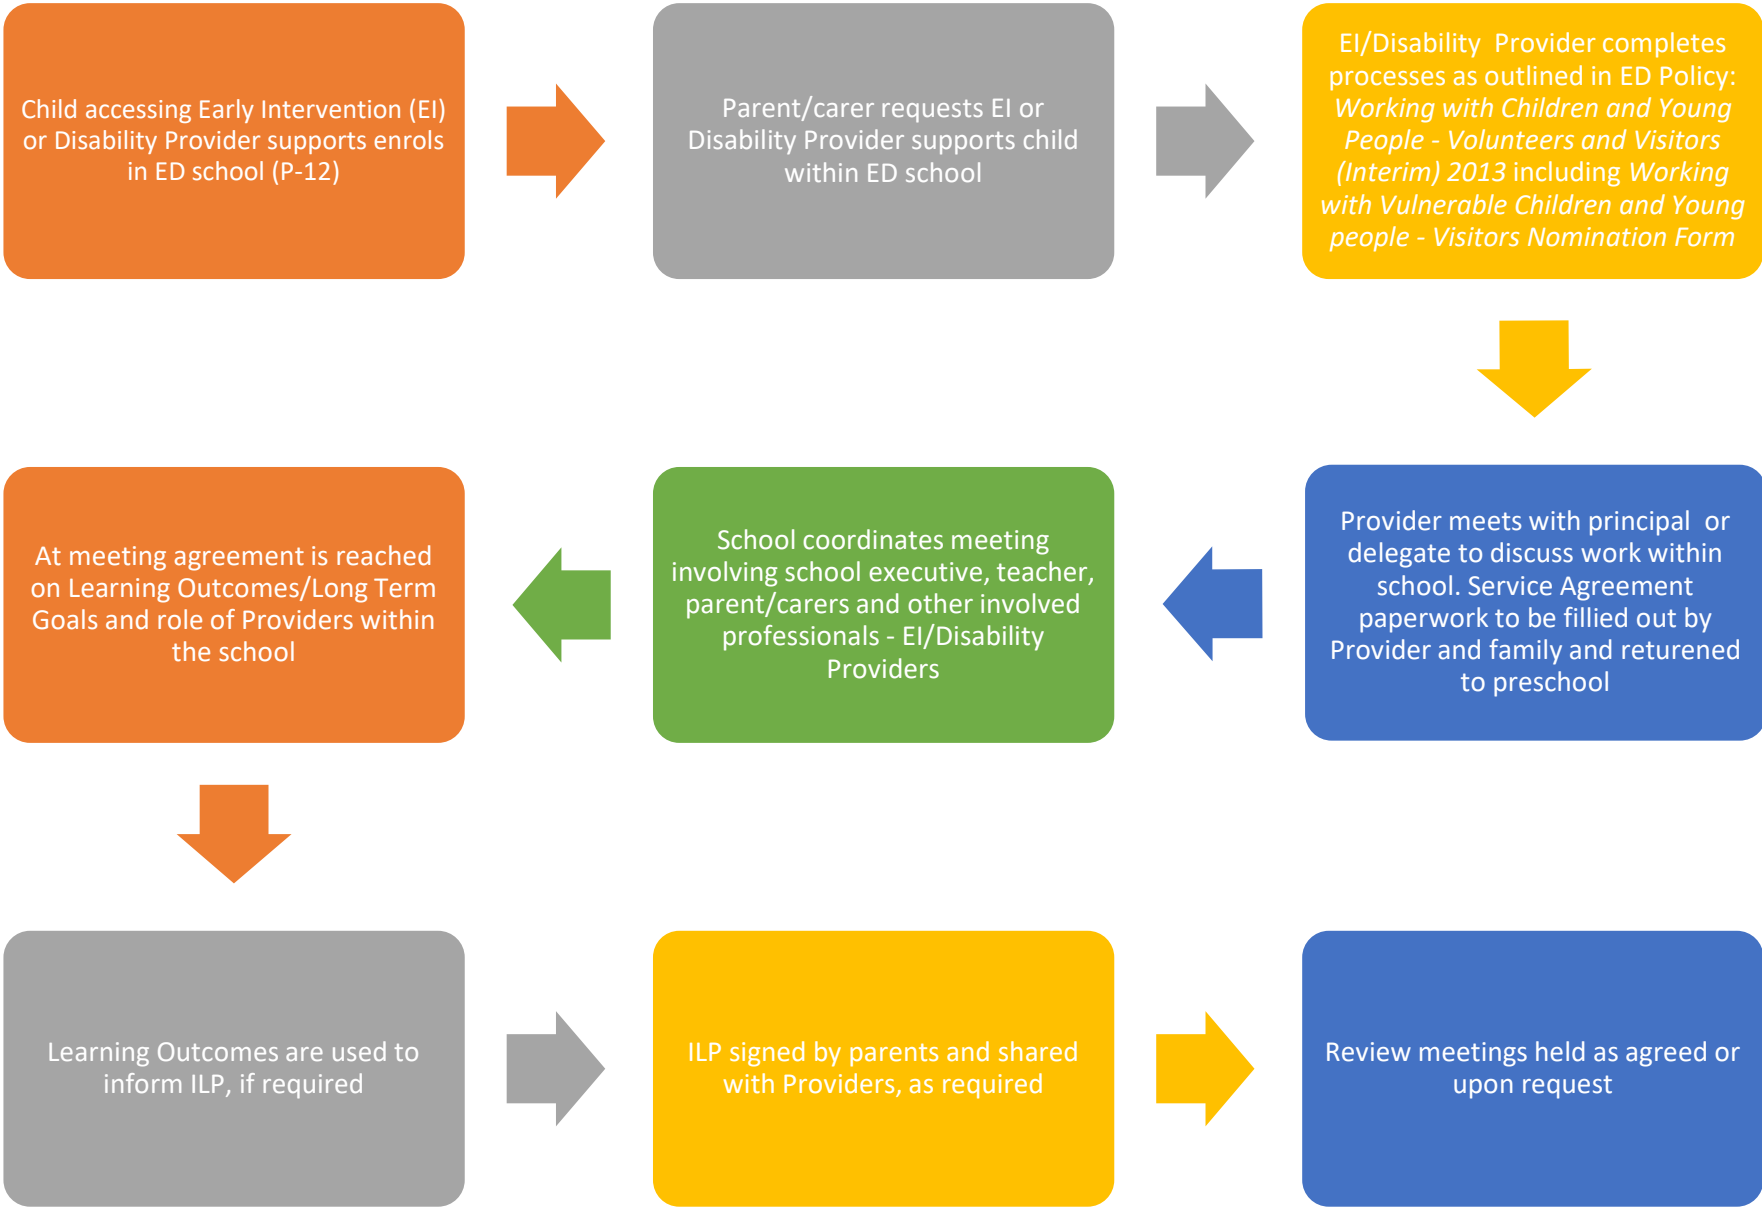 Child accessing Early Intervention (EI)
or Disability Provider supports enrols
in ED school (P-12)
Parent/carer requests EI or
Disability Provider supports child
within ED school
EI/Disability  Provider completes
processes as outlined in ED Policy:
Working with Children and Young
People - Volunteers and Visitors
(Interim) 2013 including Working
with Vulnerable Children and Young
people - Visitors Nomination Form
Provider meets with principal  or
delegate to discuss work within
school. Service Agreement
paperwork to be fillied out by
Provider and family and returened
to preschool
School coordinates meeting
involving school executive, teacher,
parent/carers and other involved
professionals - EI/Disability
Providers
At meeting agreement is reached
on Learning Outcomes/Long Term
Goals and role of Providers within
the school
Learning Outcomes are used to
inform ILP, if required
ILP signed by parents and shared
with Providers, as required
Review meetings held as agreed or
upon request